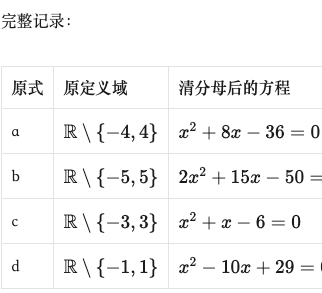 完整记录：
原式 原定义域 清分母后的方程
a ℝ \ {−4, 4} x² + 8x − 36 = 0
b ℝ \ {−5, 5} 2x² + 15x − 50 =
c ℝ \ {−3, 3} x² + x − 6 = 0
d ℝ \ {−1, 1} x² − 10x + 29 =